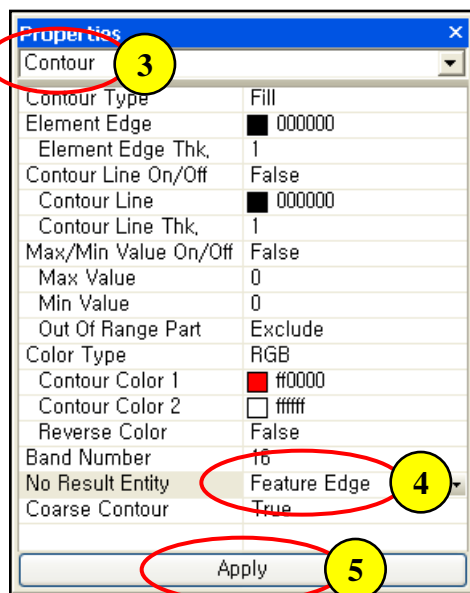 Properties ×
Contour 3
Contour Type Fill
Element Edge 000000
Element Edge Thk, 1
Contour Line On/Off False
Contour Line 000000
Contour Line Thk, 1
Max/Min Value On/Off False
Max Value 0
Min Value 0
Out Of Range Part Exclude
Color Type RGB
Contour Color 1 ff0000
Contour Color 2 ffffff
Reverse Color False
Band Number 16
No Result Entity Feature Edge 4
Coarse Contour True
Apply 5